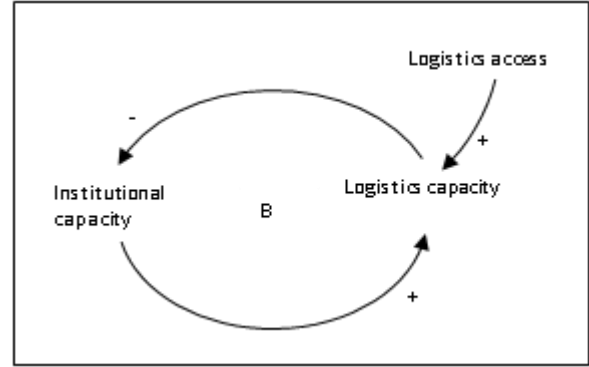 Logistics access
-
+
Institutional
capacity
Logistics capacity
B
+